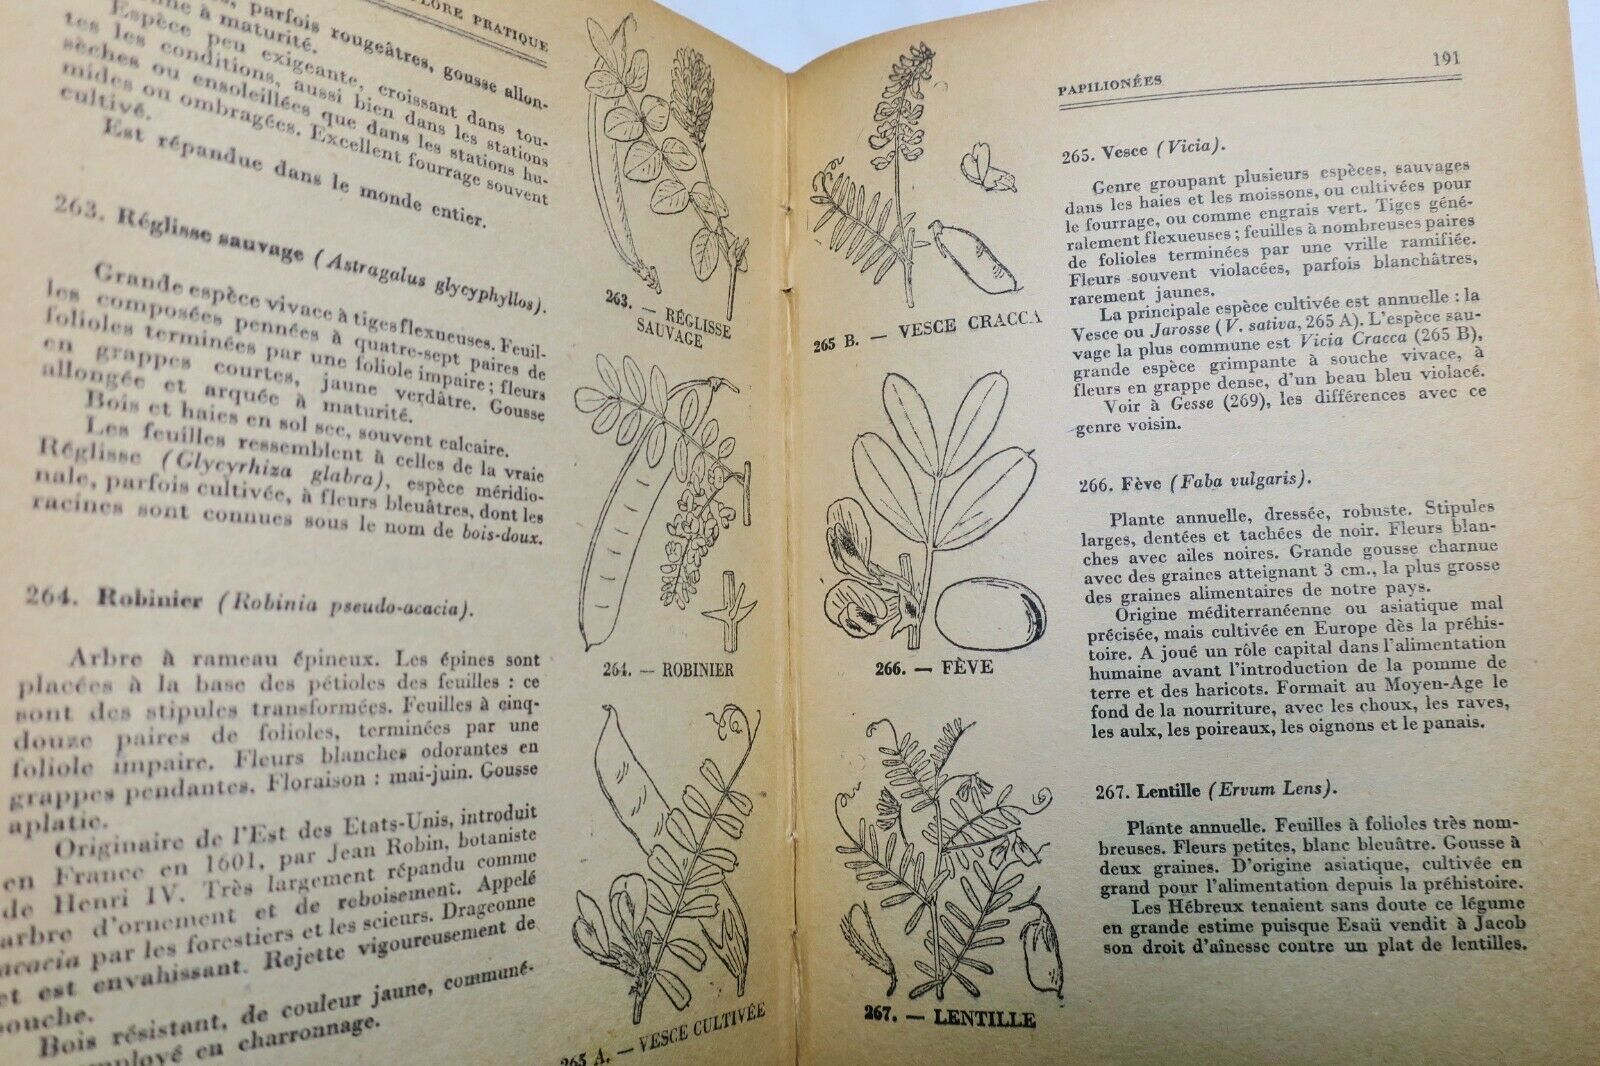 FLORE PRATIQUE
parfois rougeâtres, gousse allon-
à maturité.
Espèce peu exigeante, croissant dans tou-
tes les conditions, aussi bien dans les stations
sèches ou ensoleillées que dans les stations hu-
mides ou ombragées. Excellent fourrage souvent
cultivé.
Est répandue dans le monde entier.
263. Réglisse sauvage (Astragalus glycyphyllos).
Grande espèce vivace à tiges flexueuses. Feuil-
les composées pennées à quatre-sept paires de
folioles terminées par une foliole impaire; fleurs
en grappes courtes, jaune verdâtre. Gousse
allongée et arquée à maturité.
Bois et haies en sol sec, souvent calcaire.
Les feuilles ressemblent à celles de la vraie
Réglisse (Glycyrhiza glabra), espèce méridio-
nale, parfois cultivée, à fleurs bleuâtres, dont les
racines sont connues sous le nom de bois-doux.
264. Robinier (Robinia pseudo-acacia).
Arbre à rameau épineux. Les épines sont
placées à la base des pétioles des feuilles : ce
sont des stipules transformées. Feuilles à cinq-
douze paires de folioles, terminées par une
foliole impaire. Fleurs blanches odorantes en
grappes pendantes. Floraison : mai-juin. Gousse
aplatie.
Originaire de l'Est des Etats-Unis, introduit
en France en 1601, par Jean Robin, botaniste
de Henri IV. Très largement répandu comme
arbre d'ornement et de reboisement. Appelé
acacia par les forestiers et les scieurs. Drageonne
et est envahissant. Rejette vigoureusement de
souche.
Bois résistant, de couleur jaune, communé-
employé en charronnage.
263. — RÉGLISSE
SAUVAGE
264. — ROBINIER
265 A. — VESCE CULTIVÉE
265 B. — VESCE CRACCA
266. — FÈVE
267. — LENTILLE
PAPILIONÉES
191
265. Vesce (Vicia).
Genre groupant plusieurs espèces, sauvages
dans les haies et les moissons, ou cultivées pour
le fourrage, ou comme engrais vert. Tiges géné-
ralement flexueuses; feuilles à nombreuses paires
de folioles terminées par une vrille ramifiée.
Fleurs souvent violacées, parfois blanchâtres,
rarement jaunes.
La principale espèce cultivée est annuelle : la
Vesce ou Jarosse (V. sativa, 265 A). L'espèce sau-
vage la plus commune est Vicia Cracca (265 B),
grande espèce grimpante à souche vivace, à
fleurs en grappe dense, d'un beau bleu violacé.
Voir à Gesse (269), les différences avec ce
genre voisin.
266. Fève (Faba vulgaris).
Plante annuelle, dressée, robuste. Stipules
larges, dentées et tachées de noir. Fleurs blan-
ches avec ailes noires. Grande gousse charnue
avec des graines atteignant 3 cm., la plus grosse
des graines alimentaires de notre pays.
Origine méditerranéenne ou asiatique mal
précisée, mais cultivée en Europe dès la préhis-
toire. A joué un rôle capital dans l'alimentation
humaine avant l'introduction de la pomme de
terre et des haricots. Formait au Moyen-Age le
fond de la nourriture, avec les choux, les raves,
les aulx, les poireaux, les oignons et le panais.
267. Lentille (Ervum Lens).
Plante annuelle. Feuilles à folioles très nom-
breuses. Fleurs petites, blanc bleuâtre. Gousse à
deux graines. D'origine asiatique, cultivée en
grand pour l'alimentation depuis la préhistoire.
Les Hébreux tenaient sans doute ce légume
en grande estime puisque Esaü vendit à Jacob
son droit d'aînesse contre un plat de lentilles.